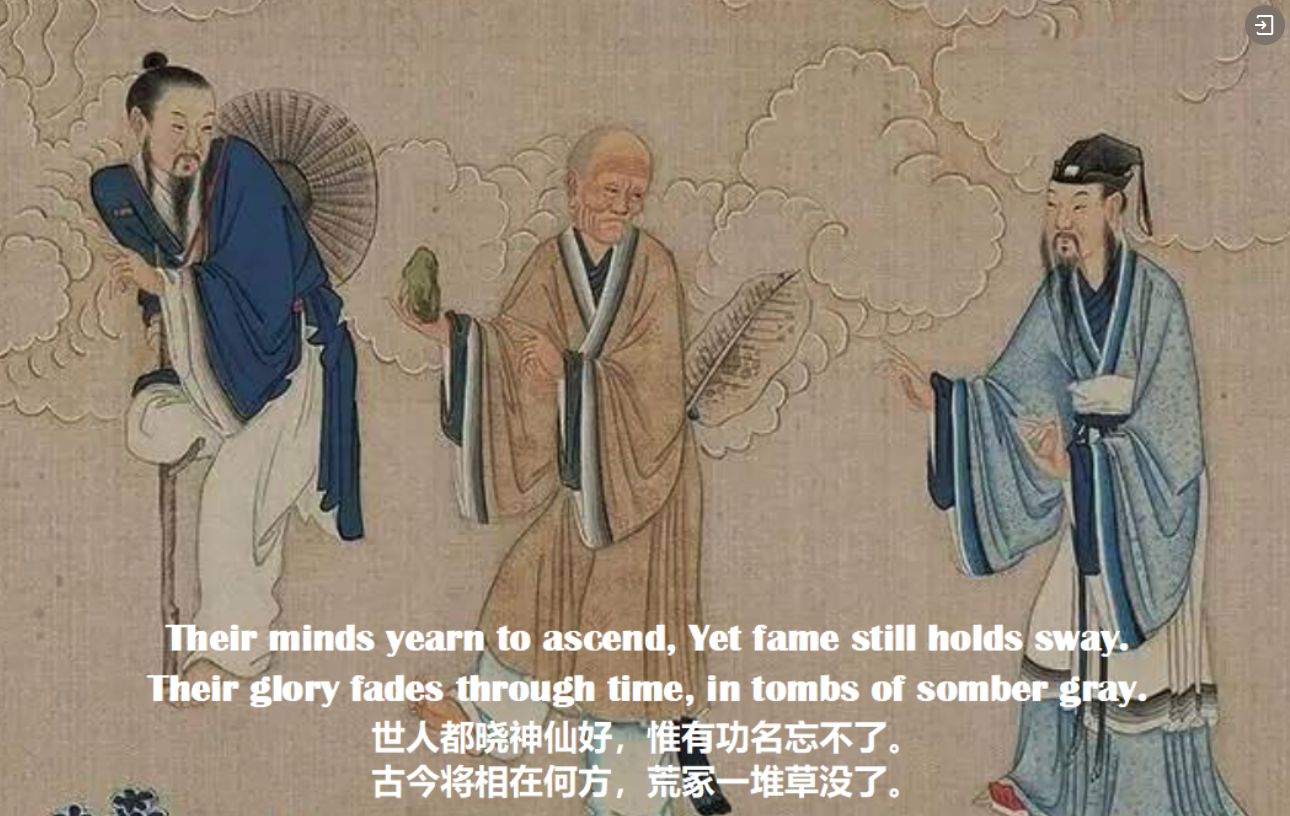 Their minds yearn to ascend, Yet fame still holds sway.
Their glory fades through time, in tombs of somber gray.
世人都晓神仙好，惟有功名忘不了。
古今将相在何方，荒冢一堆草没了。